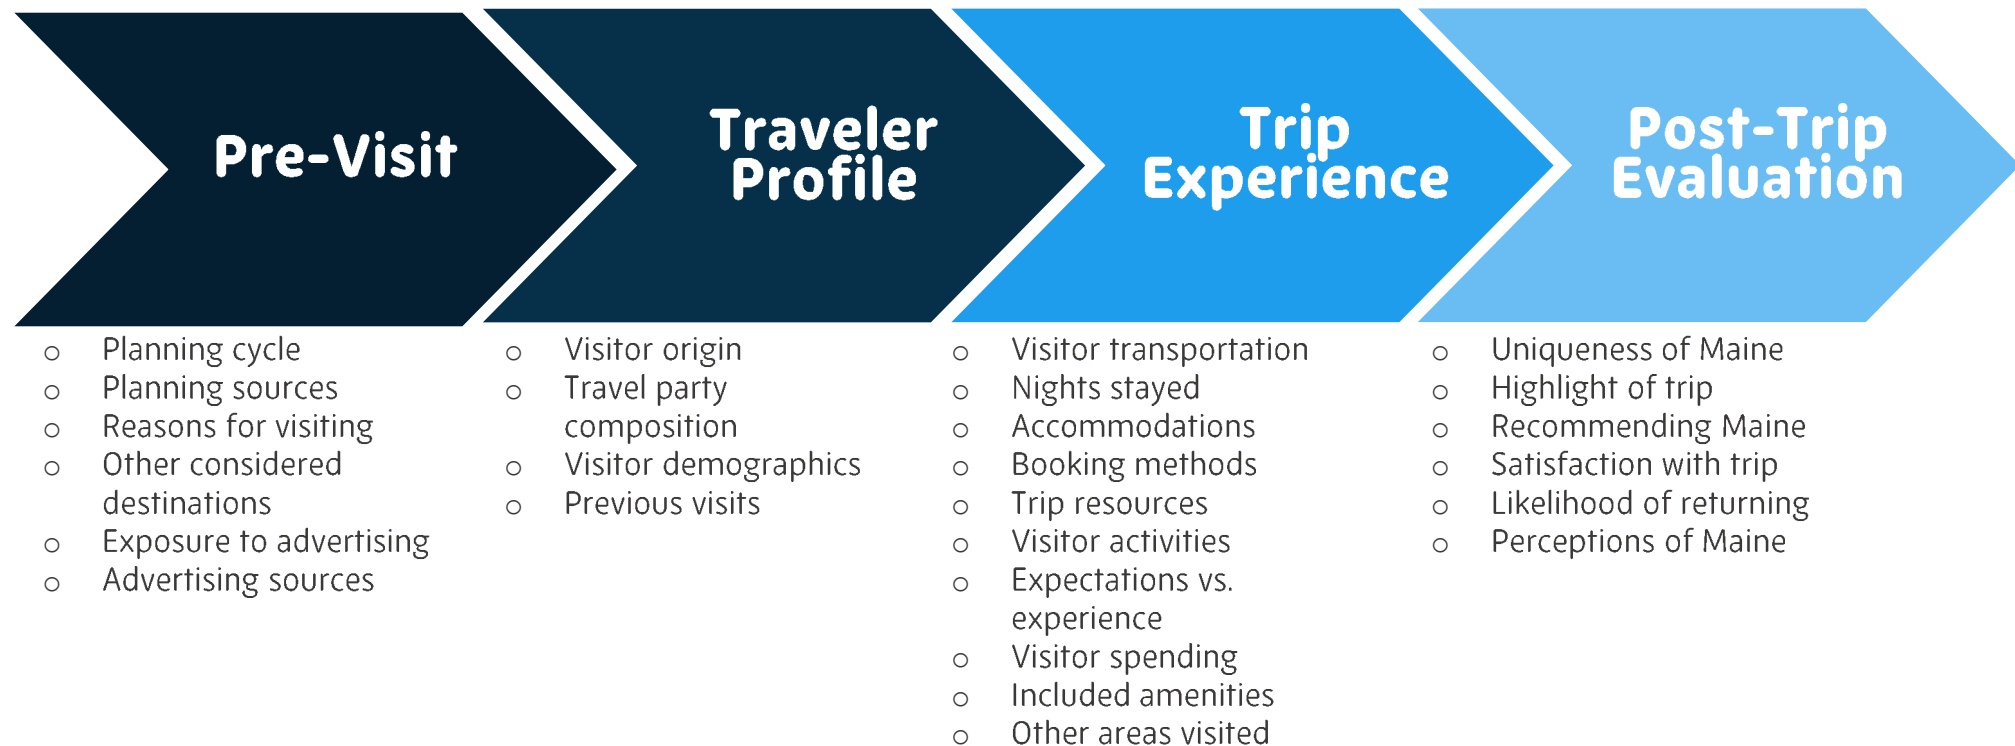 Pre-Visit
Traveler
Profile
Trip
Experience
Post-Trip
Evaluation
○ Planning cycle
○ Planning sources
○ Reasons for visiting
○ Other considered
destinations
○ Exposure to advertising
○ Advertising sources
○ Visitor origin
○ Travel party
composition
○ Visitor demographics
○ Previous visits
○ Visitor transportation
○ Nights stayed
○ Accommodations
○ Booking methods
○ Trip resources
○ Visitor activities
○ Expectations vs.
experience
○ Visitor spending
○ Included amenities
○ Other areas visited
○ Uniqueness of Maine
○ Highlight of trip
○ Recommending Maine
○ Satisfaction with trip
○ Likelihood of returning
○ Perceptions of Maine